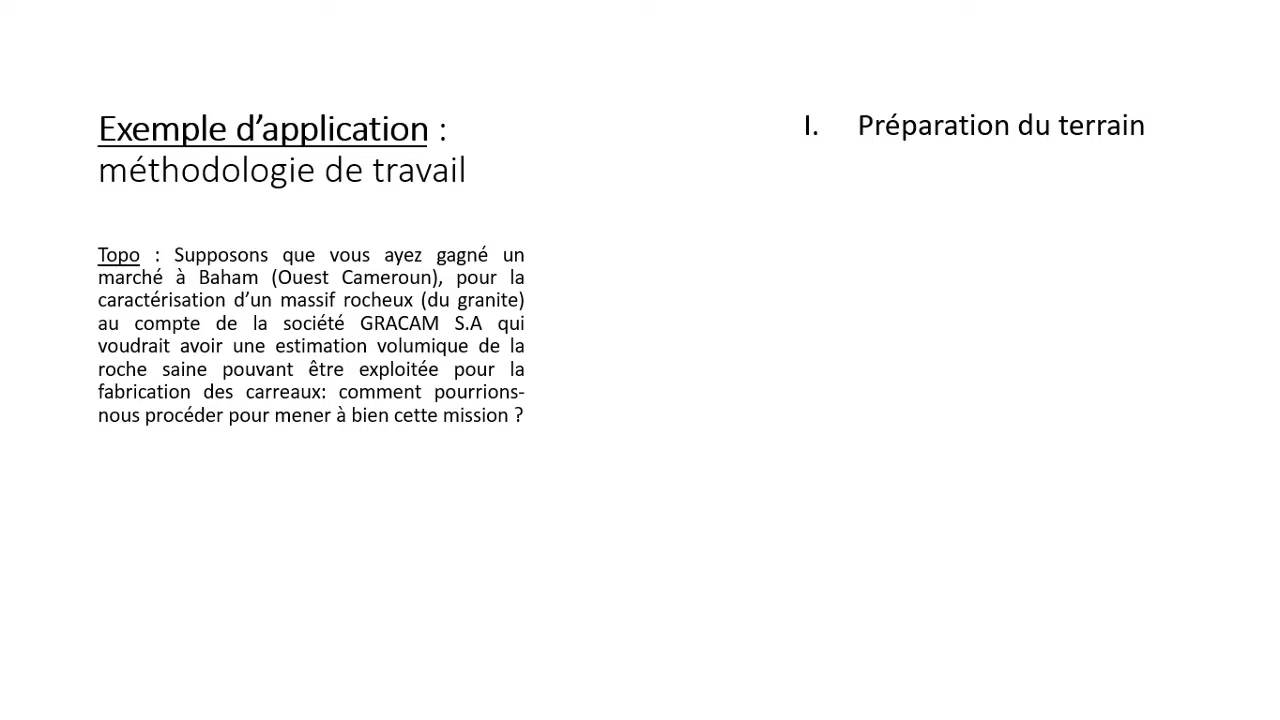 Exemple d’application :
méthodologie de travail
Topo : Supposons que vous ayez gagné un
marché à Baham (Ouest Cameroun), pour la
caractérisation d’un massif rocheux (du granite)
au compte de la société GRACAM S.A qui
voudrait avoir une estimation volumique de la
roche saine pouvant être exploitée pour la
fabrication des carreaux: comment pourrions-
nous procéder pour mener à bien cette mission ?
I. Préparation du terrain